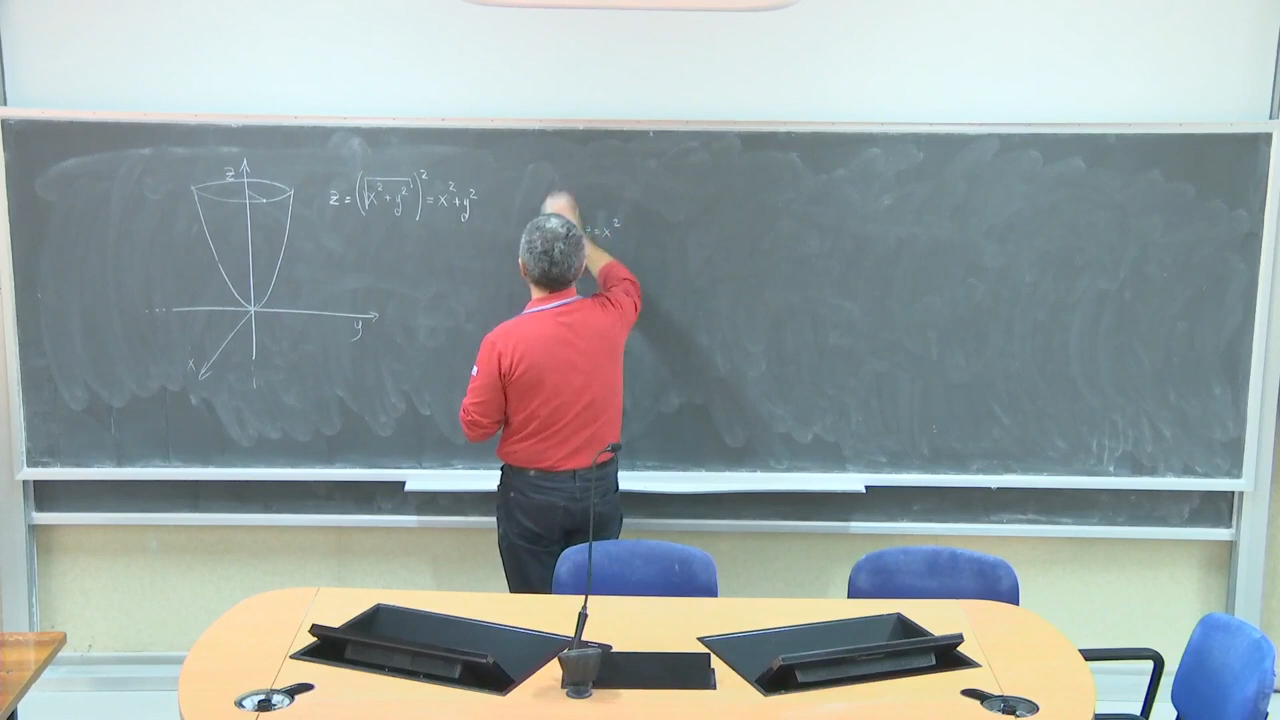 z
z = (√x²+y²)² = x²+y²
= x²
y
x